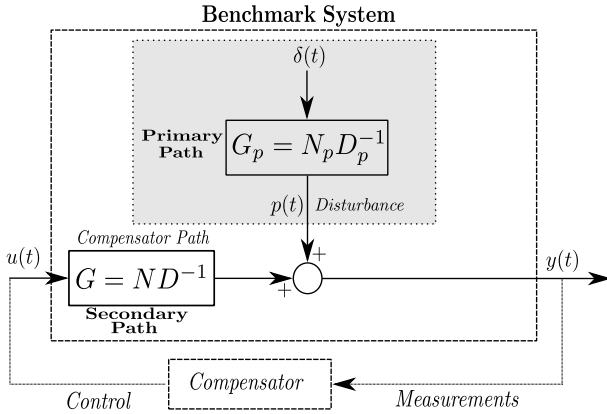 Benchmark System
δ(t)
Primary
Path
G_p = N_p D_p^{-1}
p(t)
Disturbance
Compensator Path
+
u(t)
G = ND^{-1}
+
y(t)
Secondary
Path
Compensator
Control
Measurements